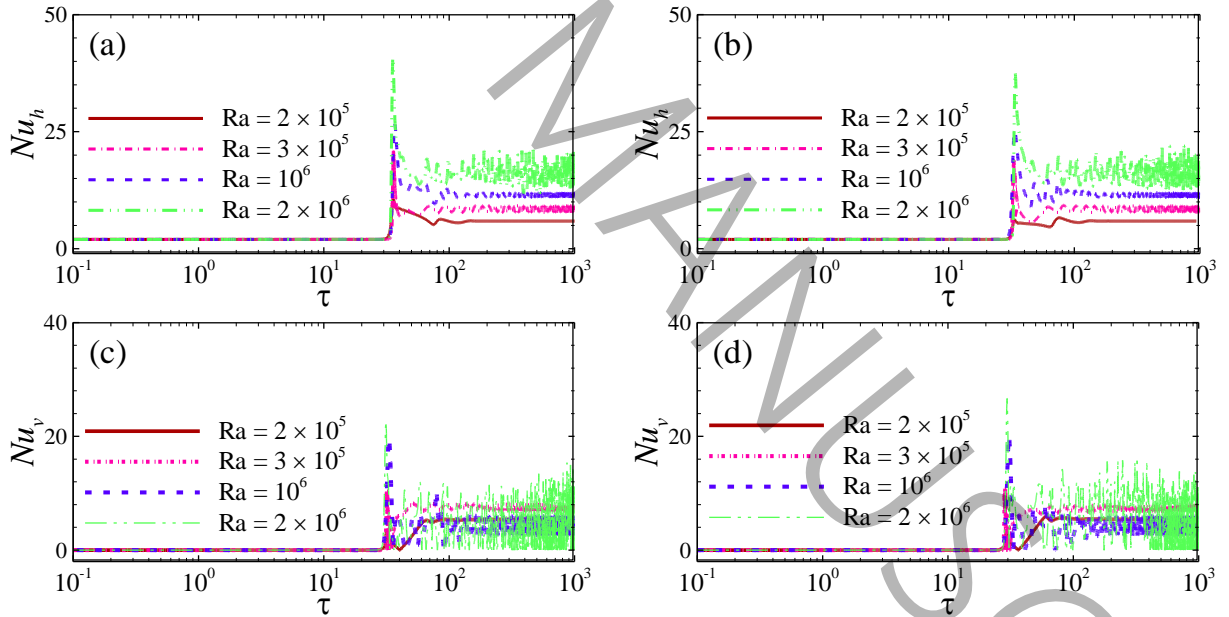 50
(a)
Nu_h
25
0
Ra = 2 × 10^5
Ra = 3 × 10^5
Ra = 10^6
Ra = 2 × 10^6
10^-1 10^0 10^1 10^2 10^3
τ
50
(b)
Nu_h
25
0
Ra = 2 × 10^5
Ra = 3 × 10^5
Ra = 10^6
Ra = 2 × 10^6
10^-1 10^0 10^1 10^2 10^3
τ
40
(c)
Nu_v
20
0
Ra = 2 × 10^5
Ra = 3 × 10^5
Ra = 10^6
Ra = 2 × 10^6
10^-1 10^0 10^1 10^2 10^3
τ
40
(d)
Nu_v
20
0
Ra = 2 × 10^5
Ra = 3 × 10^5
Ra = 10^6
Ra = 2 × 10^6
10^-1 10^0 10^1 10^2 10^3
τ
MANUSC